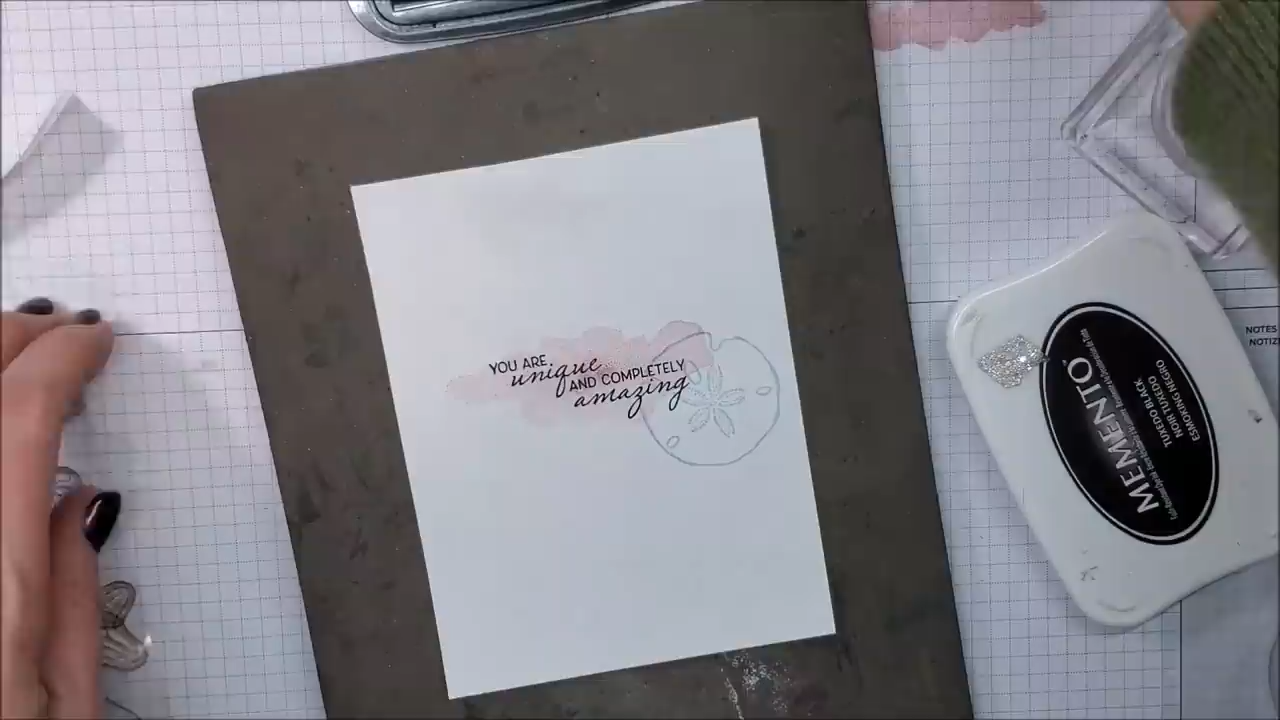 YOU ARE
unique
AND COMPLETELY
amazing
MEMENTO
TUXEDO BLACK
NOIR TUXEDO
ESMOKING NEGRO
NOTES